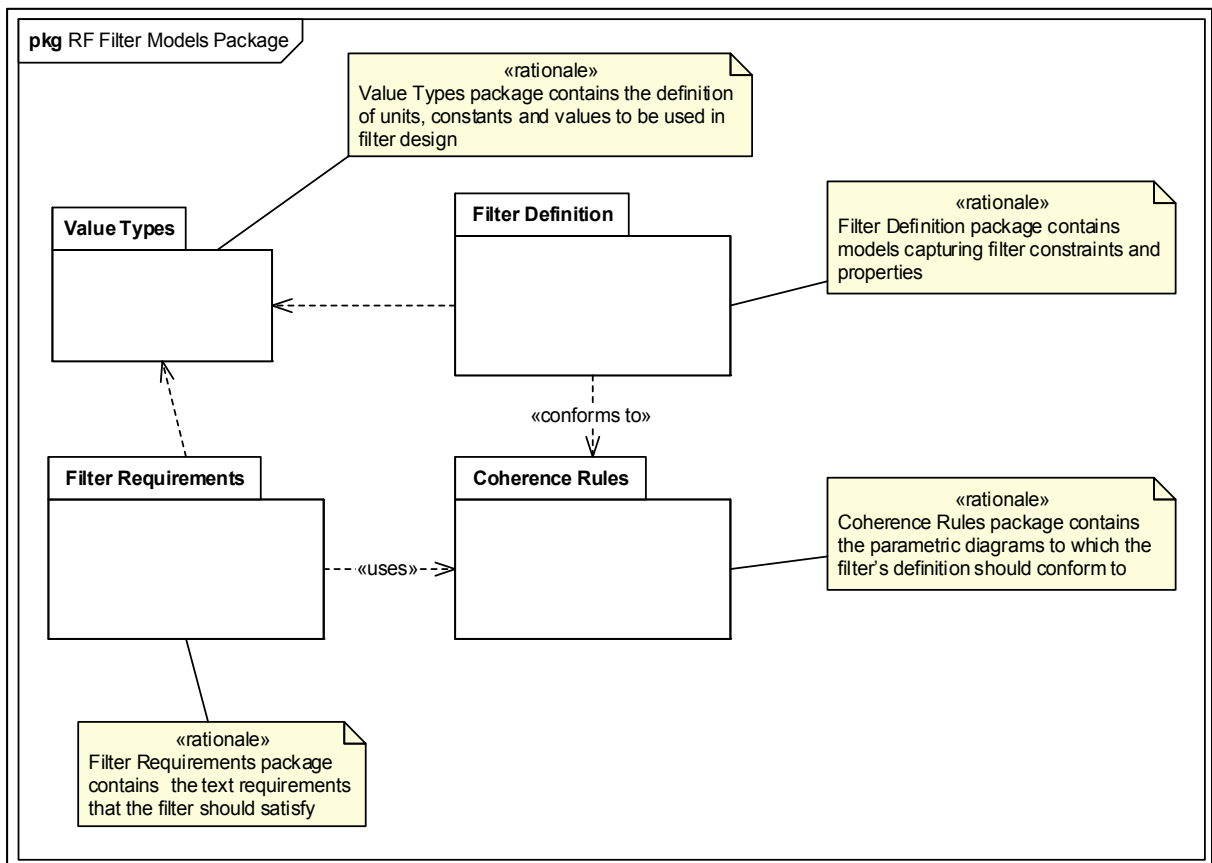 pkg RF Filter Models Package
«rationale»
Value Types package contains the definition
of units, constants and values to be used in
filter design
Value Types
Filter Definition
«rationale»
Filter Definition package contains
models capturing filter constraints and
properties
«conforms to»
Filter Requirements
Coherence Rules
«rationale»
Coherence Rules package contains
the parametric diagrams to which the
filter's definition should conform to
«uses»
«rationale»
Filter Requirements package
contains the text requirements
that the filter should satisfy